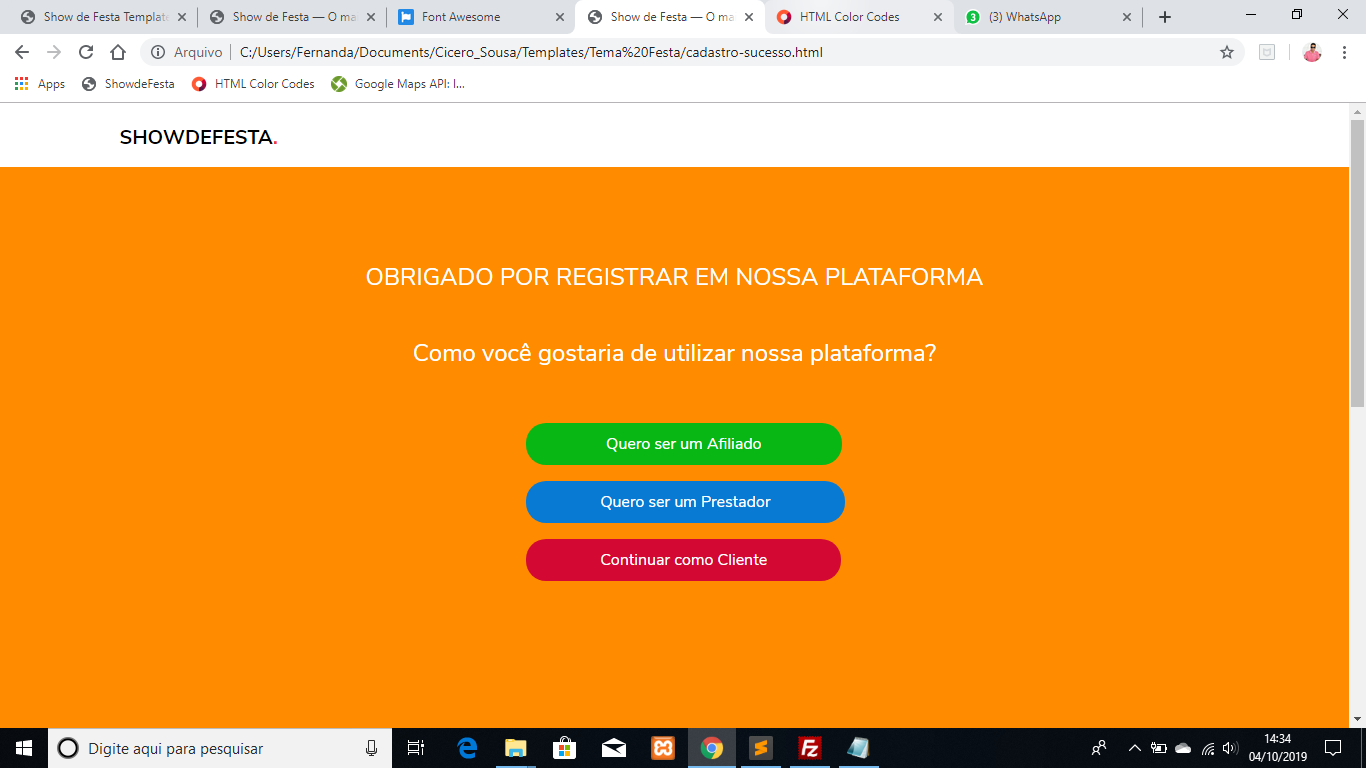 Show de Festa Template
Show de Festa — O ma
Font Awesome
Show de Festa — O ma
HTML Color Codes
(3) WhatsApp
Arquivo
C:/Users/Fernanda/Documents/Cicero_Sousa/Templates/Tema%20Festa/cadastro-sucesso.html
Apps
ShowdeFesta
HTML Color Codes
Google Maps API: I...
SHOWDEFESTA.
OBRIGADO POR REGISTRAR EM NOSSA PLATAFORMA
Como você gostaria de utilizar nossa plataforma?
Quero ser um Afiliado
Quero ser um Prestador
Continuar como Cliente
Digite aqui para pesquisar
14:34
04/10/2019